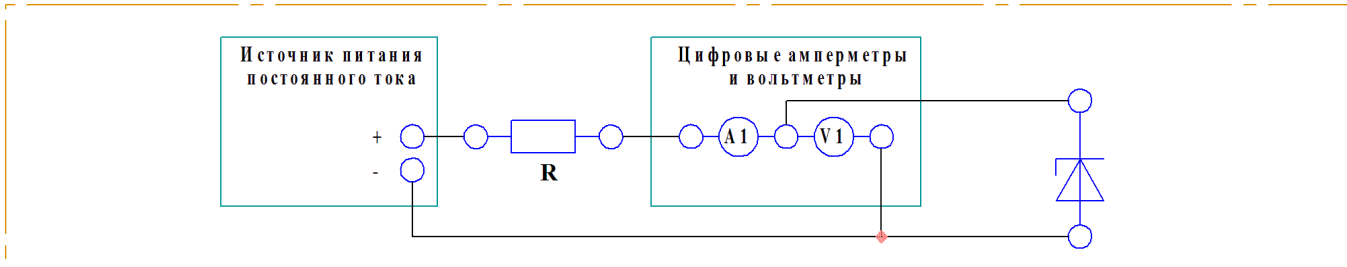 Источник питания
постоянного тока
Цифровые амперметры
и вольтметры
+
A1
V1
-
R